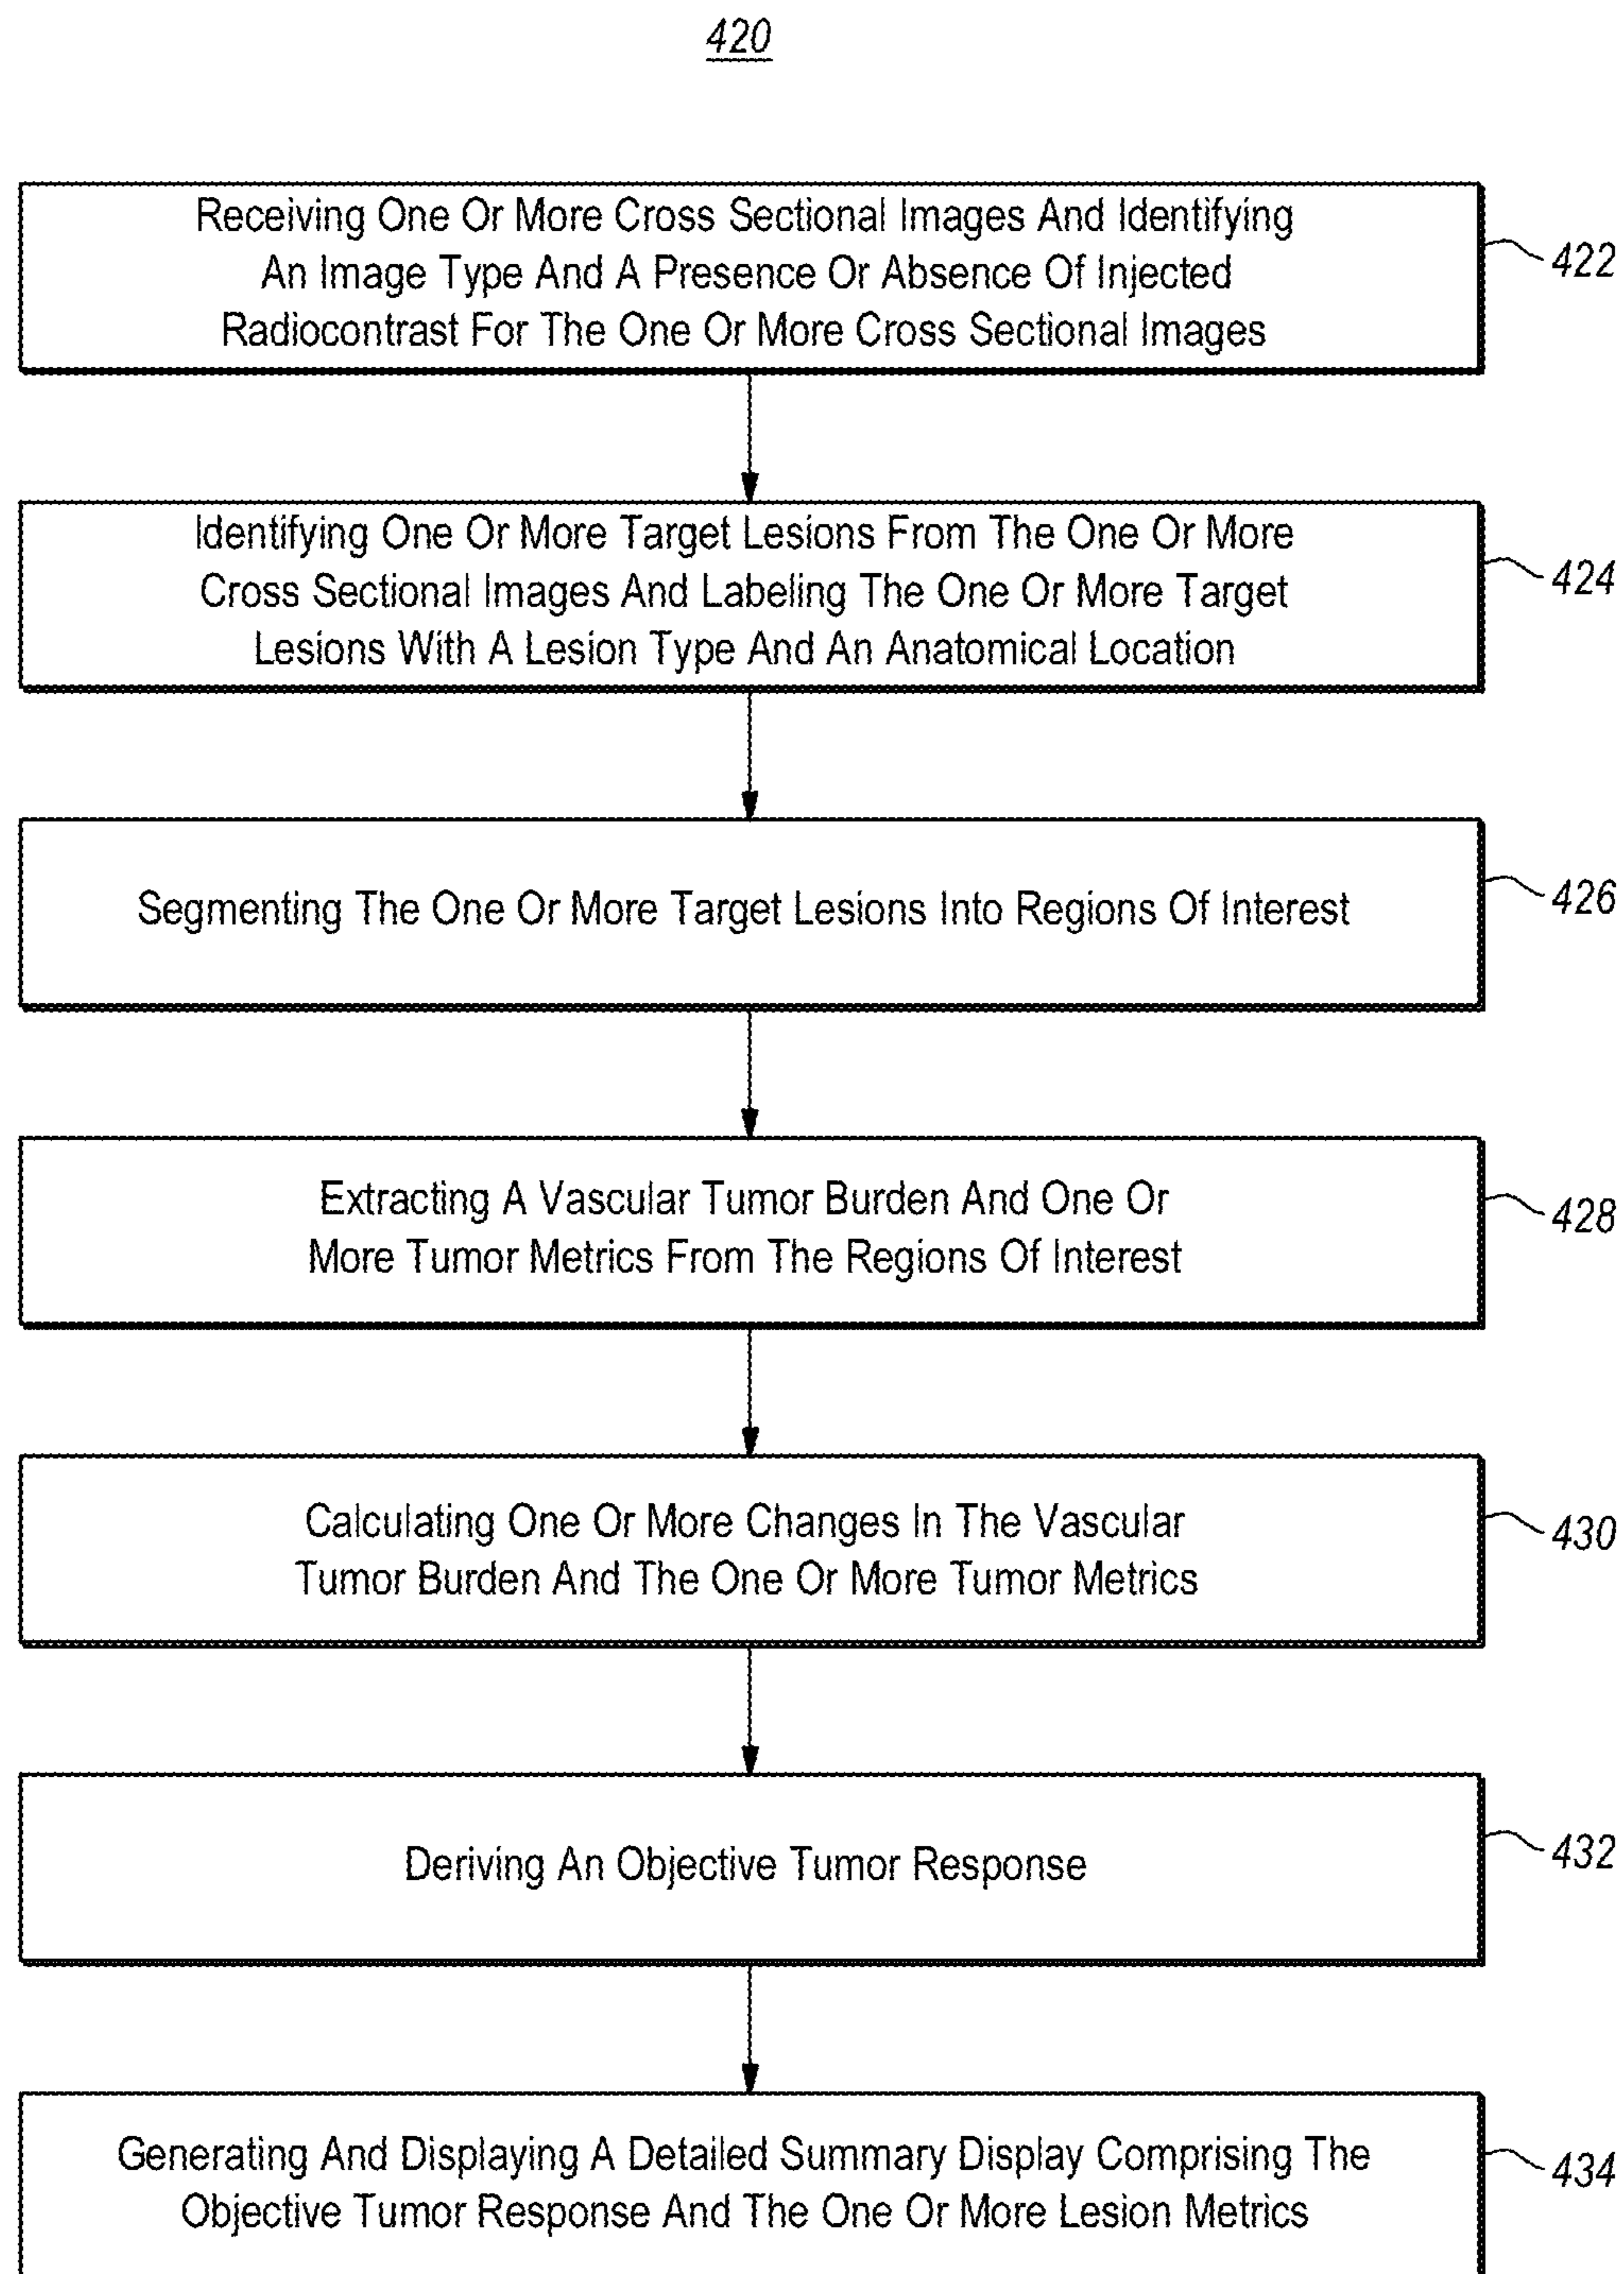 420
Receiving One Or More Cross Sectional Images And Identifying
An Image Type And A Presence Or Absence Of Injected
Radiocontrast For The One Or More Cross Sectional Images
422
Identifying One Or More Target Lesions From The One Or More
Cross Sectional Images And Labeling The One Or More Target
Lesions With A Lesion Type And An Anatomical Location
424
Segmenting The One Or More Target Lesions Into Regions Of Interest
426
Extracting A Vascular Tumor Burden And One Or
More Tumor Metrics From The Regions Of Interest
428
Calculating One Or More Changes In The Vascular
Tumor Burden And The One Or More Tumor Metrics
430
Deriving An Objective Tumor Response
432
Generating And Displaying A Detailed Summary Display Comprising The
Objective Tumor Response And The One Or More Lesion Metrics
434